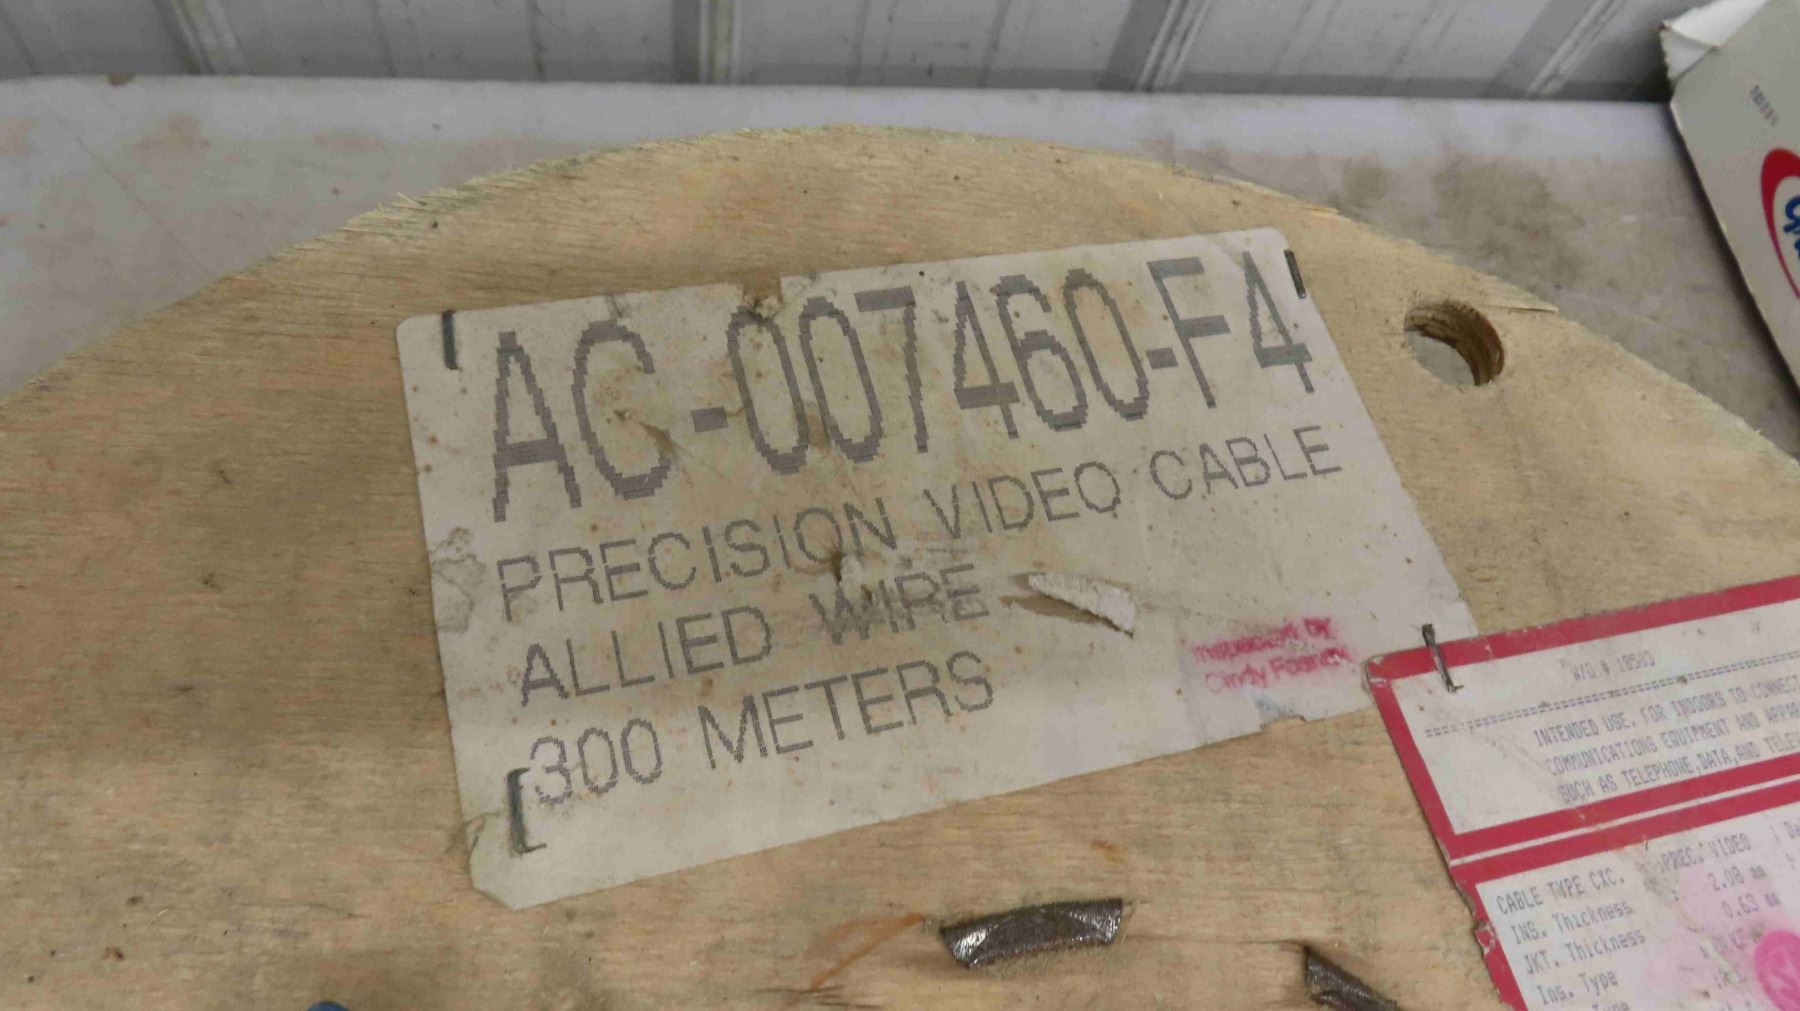 AC-007460-F4
PRECISION VIDEO CABLE
ALLIED WIRE
300 METERS
Inspected by
Cindy
W/O # 18503
INTENDED USE. FOR INDOORS TO CONNECT
COMMUNICATIONS EQUIPMENT AND
SUCH AS TELEPHONE, DATA, AND
CABLE TYPE CXC. PREC. VIDEO
INS. Thickness 2.08 mm
JKT. Thickness 0.63 mm
Ins. Type